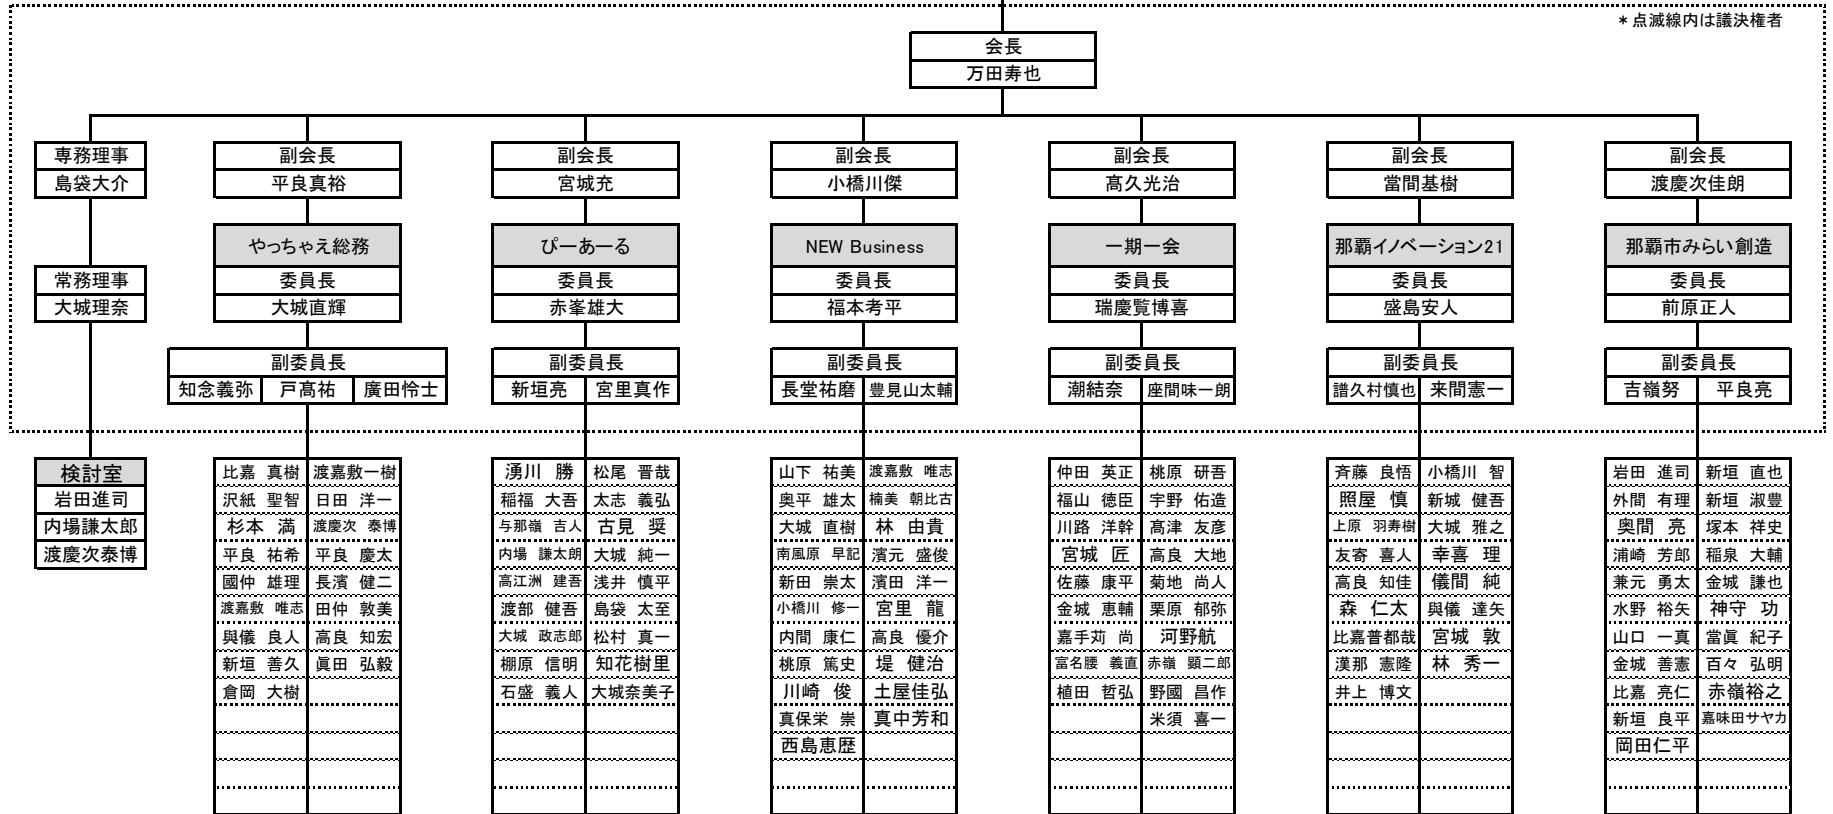 ＊点滅線内は議決権者
会長
万田寿也
専務理事 副会長 副会長 副会長 副会長 副会長 副会長
島袋大介 平良真裕 宮城充 小橋川傑 髙久光治 當間基樹 渡慶次佳朗
やっちゃえ総務 ぴーあーる NEW Business 一期一会 那覇イノベーション21 那覇市みらい創造
常務理事 委員長 委員長 委員長 委員長 委員長 委員長
大城理奈 大城直輝 赤峯雄大 福本考平 瑞慶覧博喜 盛島安人 前原正人
副委員長 副委員長 副委員長 副委員長 副委員長 副委員長
知念義弥 戸髙祐 廣田怜士 新垣亮 宮里真作 長堂祐磨 豊見山太輔 潮結奈 座間味一朗 譜久村慎也 来間憲一 吉嶺努 平良亮
検討室 比嘉 真樹 渡嘉敷一樹 湧川 勝 松尾 晋哉 山下 祐美 渡嘉敷 唯志 仲田 英正 桃原 研吾 斉藤 良悟 小橋川 智 岩田 進司 新垣 直也
岩田進司 沢紙 聖智 日田 洋一 稲福 大吾 太志 義弘 奥平 雄太 楠美 朝比古 福山 徳臣 宇野 佑造 照屋 慎 新城 健吾 外間 有理 新垣 淑豊
内場謙太郎 杉本 満 渡慶次 泰博 与那嶺 吉人 古見 奨 大城 直樹 林 由貴 川路 洋幹 髙津 友彦 上原 羽寿樹 大城 雅之 奥間 亮 塚本 祥史
渡慶次泰博 平良 祐希 平良 慶太 内場 謙太朗 大城 純一 南風原 早記 濱元 盛俊 宮城 匠 高良 大地 友寄 喜人 幸喜 理 浦崎 芳郎 稲泉 大輔
國仲 雄理 長濱 健二 高江洲 建吾 浅井 慎平 新田 崇太 濱田 洋一 佐藤 康平 菊地 尚人 高良 知佳 儀間 純 兼元 勇太 金城 謙也
渡嘉敷 唯志 田仲 敦美 渡部 健吾 島袋 太至 小橋川 修一 宮里 龍 金城 恵輔 栗原 郁弥 森 仁太 與儀 達矢 水野 裕矢 神守 功
與儀 良人 高良 知宏 大城 政志郎 松村 真一 内間 康仁 高良 優介 嘉手苅 尚 河野航 比嘉普都哉 宮城 敦 山口 一真 當眞 紀子
新垣 善久 眞田 弘毅 棚原 信明 知花樹里 桃原 篤史 堤 健治 富名腰 義直 赤嶺 顕二郎 漢那 憲隆 林 秀一 金城 善憲 百々 弘明
倉岡 大樹 石盛 義人 大城奈美子 川崎 俊 土屋佳弘 植田 哲弘 野國 昌作 井上 博文 比嘉 亮仁 赤嶺裕之
真保栄 崇 真中芳和 米須 喜一 新垣 良平 嘉味田サヤカ
西島恵歴 岡田仁平